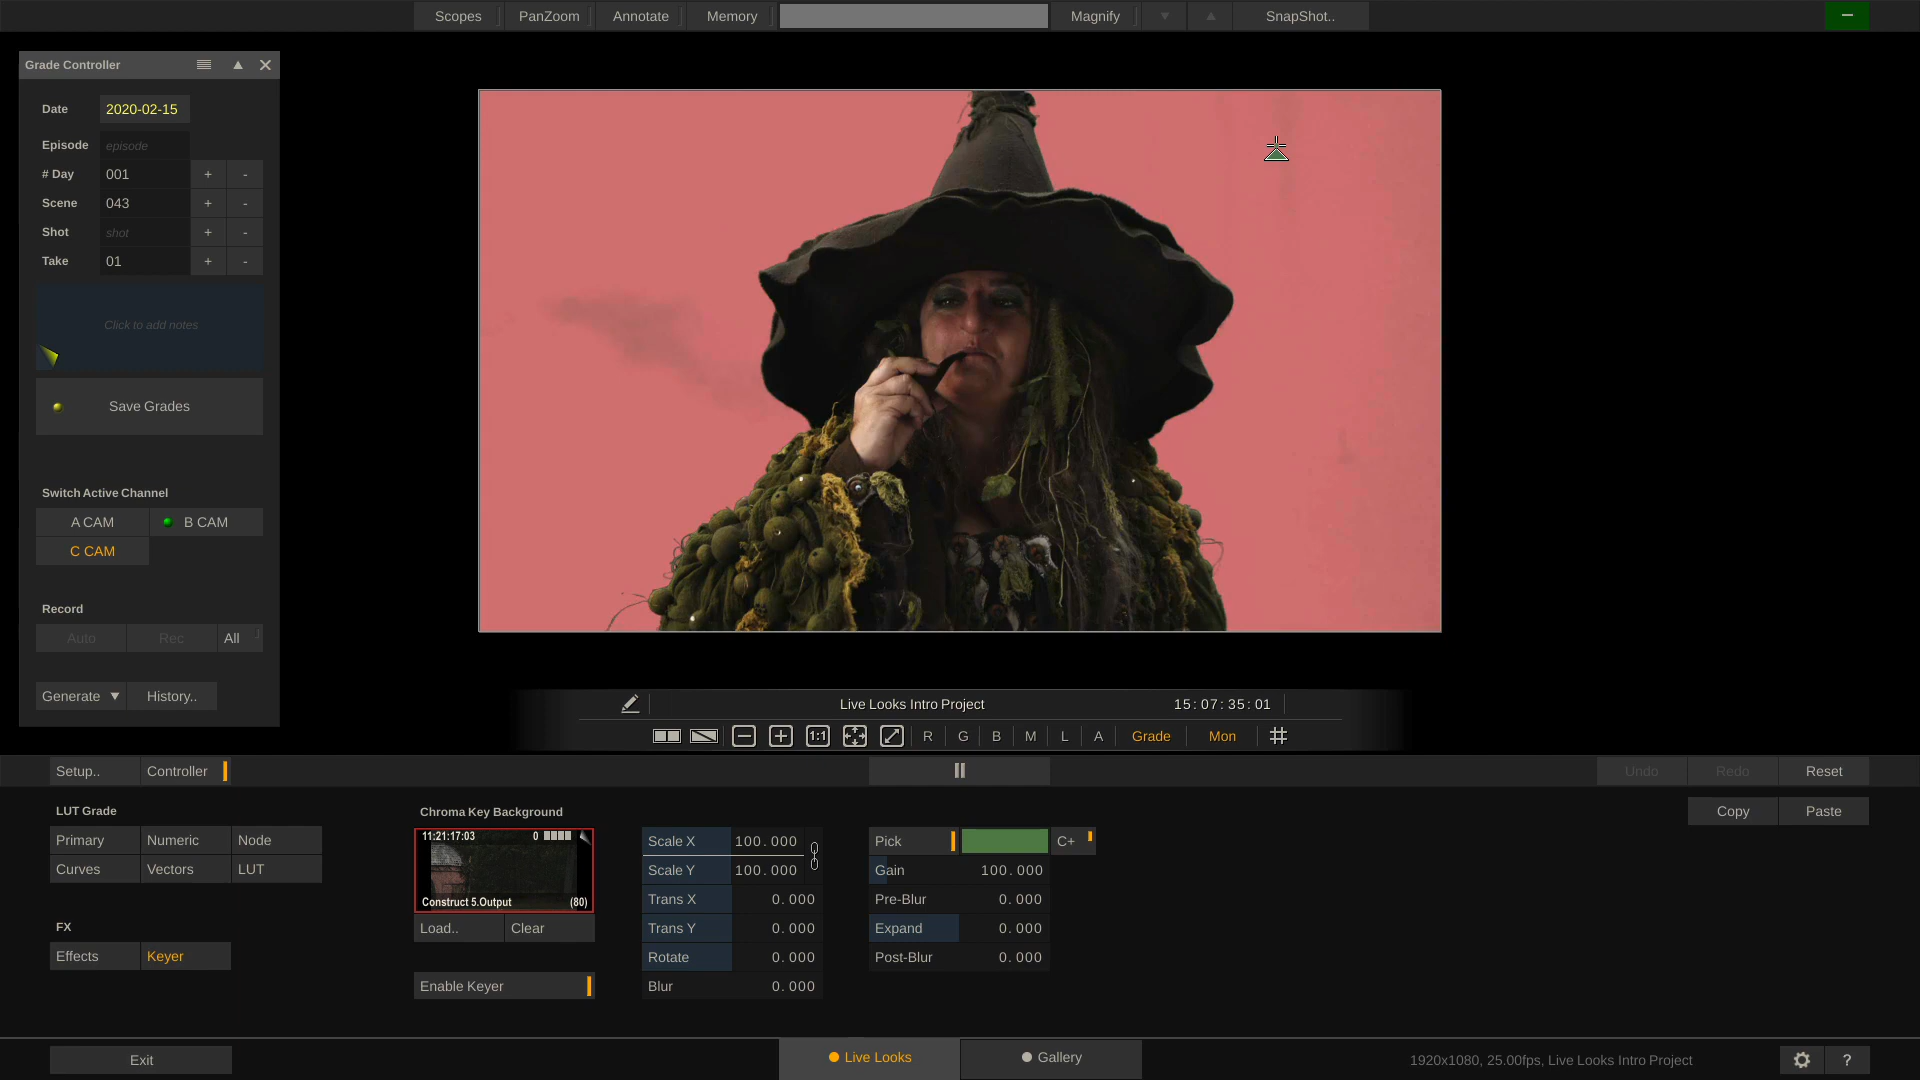 Scopes PanZoom Annotate Memory Magnify SnapShot..
Grade Controller
Date 2020-02-15
Episode episode
# Day 001 + -
Scene 043 + -
Shot shot + -
Take 01 + -
Click to add notes
Save Grades
Switch Active Channel
A CAM B CAM
C CAM
Record
Auto Rec All
Generate History..
Live Looks Intro Project 15:07:35:01
1:1 R G B M L A Grade Mon
Setup.. Controller Undo Redo Reset
Copy Paste
LUT Grade
Primary Numeric Node
Curves Vectors LUT
FX
Effects Keyer
Chroma Key Background
11:21:17:03 0
Construct 5.Output (80)
Load.. Clear
Enable Keyer
Scale X 100.000
Scale Y 100.000
Trans X 0.000
Trans Y 0.000
Rotate 0.000
Blur 0.000
Pick C+
Gain 100.000
Pre-Blur 0.000
Expand 0.000
Post-Blur 0.000
Exit Live Looks Gallery 1920x1080, 25.00fps, Live Looks Intro Project ?